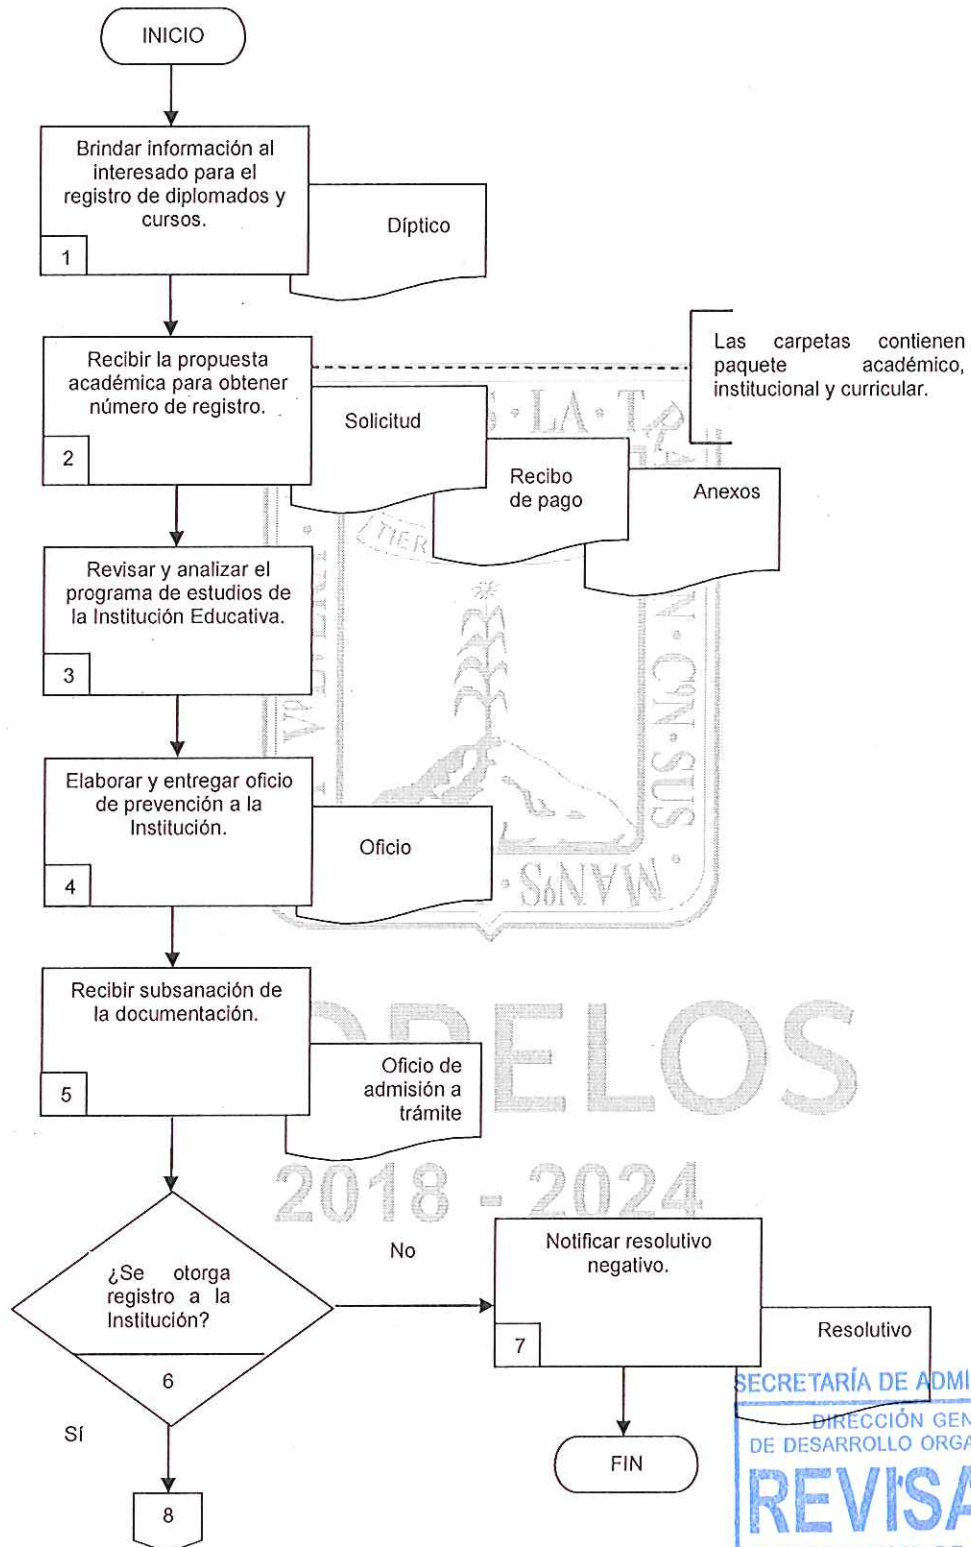 INICIO
Brindar información al
interesado para el
registro de diplomados y
cursos.
1
Díptico
Recibir la propuesta
académica para obtener
número de registro.
2
Solicitud
Recibo
de pago
Anexos
Las carpetas contienen
paquete académico,
institucional y curricular.
Revisar y analizar el
programa de estudios de
la Institución Educativa.
3
Elaborar y entregar oficio
de prevención a la
Institución.
4
Oficio
Recibir subsanación de
la documentación.
5
Oficio de
admisión a
trámite
¿Se otorga
registro a la
Institución?
6
No
Sí
Notificar resolutivo
negativo.
7
Resolutivo
FIN
8
2018 - 2024
SECRETARÍA DE
DIRECCIÓN
DE DESARROLLO